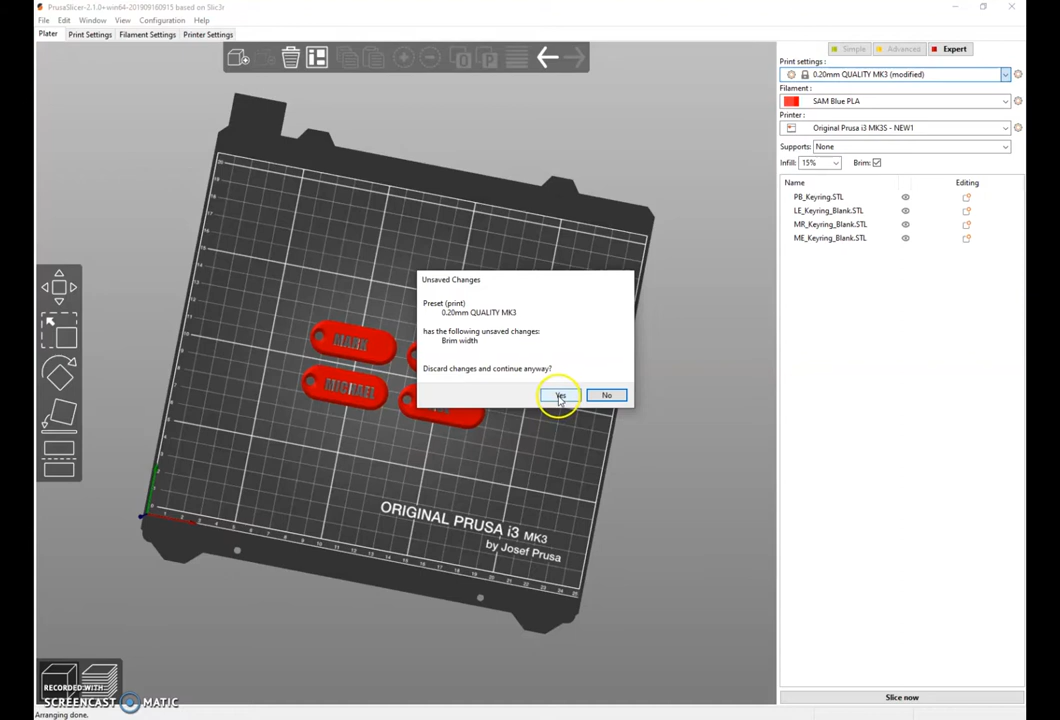 PrusaSlicer-2.1.0+win64-201909160915 based on Slic3r
File Edit Window View Configuration Help
Plater Print Settings Filament Settings Printer Settings
Simple Advanced Expert
Print settings :
0.20mm QUALITY MK3 (modified)
Filament :
SAM Blue PLA
Printer :
Original Prusa i3 MK3S - NEW1
Supports: None
Infill: 15% Brim:
Name Editing
PB_Keyring.STL
LE_Keyring_Blank.STL
MR_Keyring_Blank.STL
ME_Keyring_Blank.STL
Unsaved Changes
Preset (print)
0.20mm QUALITY MK3
has the following unsaved changes:
Brim width
Discard changes and continue anyway?
Yes No
MARK
MICHAEL
ORIGINAL PRUSA i3 MK3
by Josef Prusa
RECORDED WITH
SCREENCAST MATIC
Slice now
Arranging done.